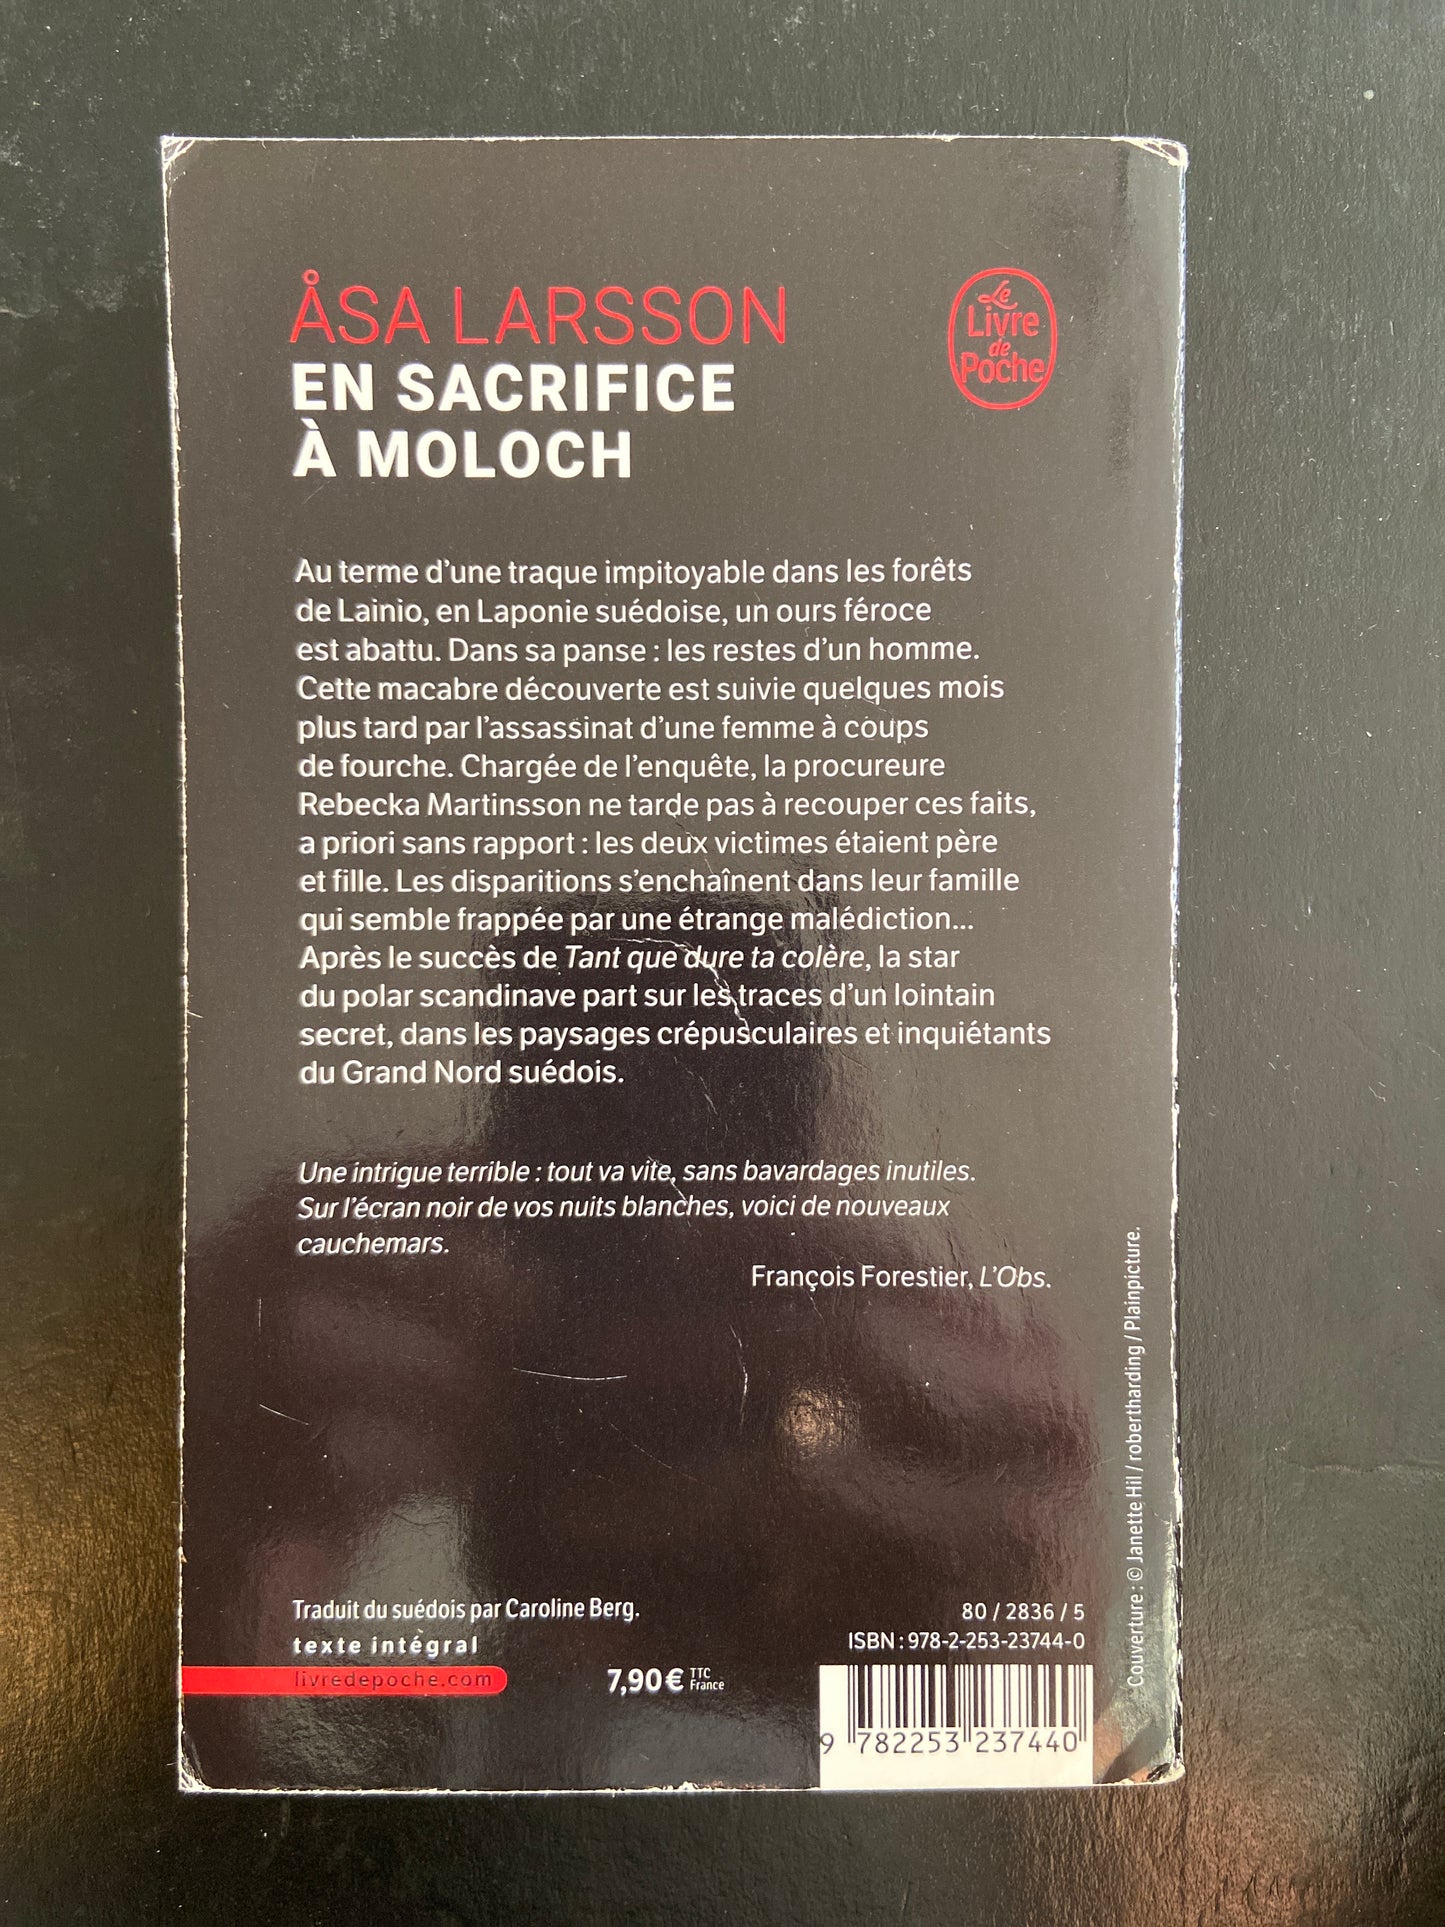 ÅSA LARSSON
EN SACRIFICE
À MOLOCH
Le
Livre
de
Poche
Au terme d’une traque impitoyable dans les forêts
de Lainio, en Laponie suédoise, un ours féroce
est abattu. Dans sa panse : les restes d’un homme.
Cette macabre découverte est suivie quelques mois
plus tard par l’assassinat d’une femme à coups
de fourche. Chargée de l’enquête, la procureure
Rebecka Martinsson ne tarde pas à recouper ces faits,
a priori sans rapport : les deux victimes étaient père
et fille. Les disparitions s’enchaînent dans leur famille
qui semble frappée par une étrange malédiction...
Après le succès de Tant que dure ta colère, la star
du polar scandinave part sur les traces d’un lointain
secret, dans les paysages crépusculaires et inquiétants
du Grand Nord suédois.
Une intrigue terrible : tout va vite, sans bavardages inutiles.
Sur l’écran noir de vos nuits blanches, voici de nouveaux
cauchemars.
François Forestier, L’Obs.
Couverture : © Janette Hil / robertharding / Plainpicture.
Traduit du suédois par Caroline Berg.
texte intégral
livredepoche.com
7,90 € TTC
France
80 / 2836 / 5
ISBN : 978-2-253-23744-0
9 782253 237440